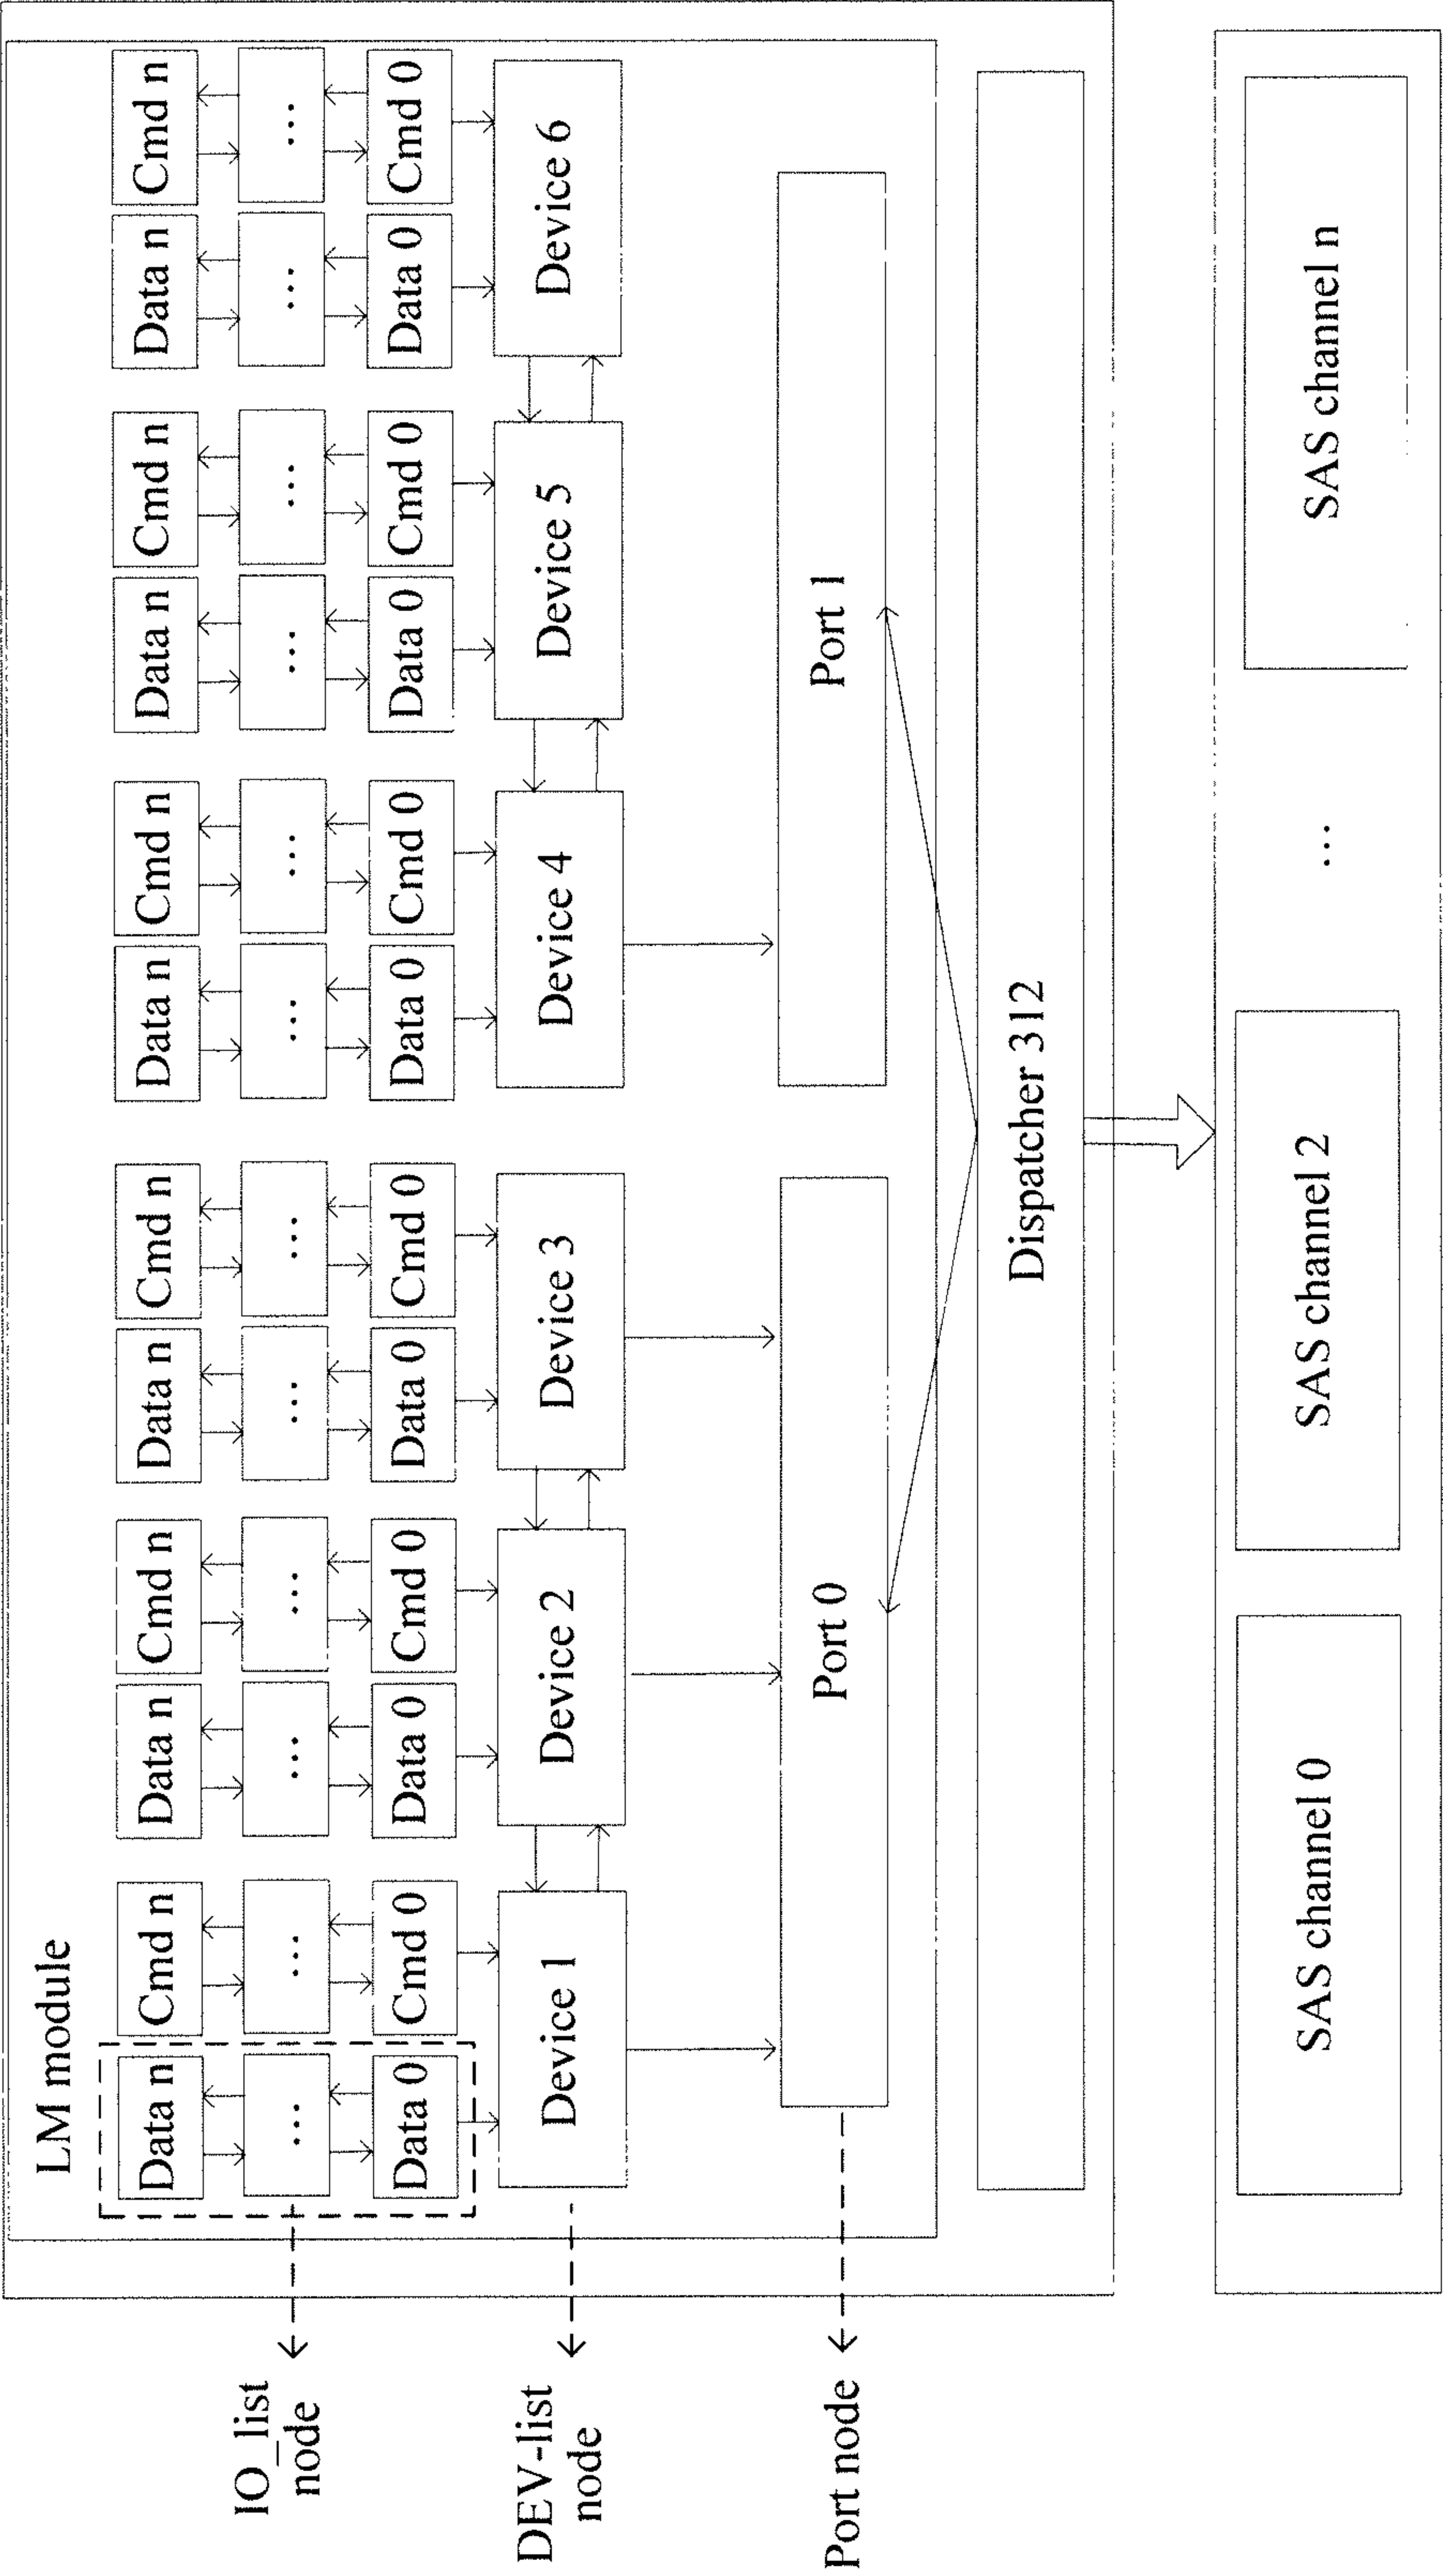 LM module
Data n
Cmd n
Data n
Cmd n
Data n
Cmd n
Data n
Cmd n
Data n
Cmd n
Data n
Cmd n
IO_list
node
...
...
...
...
...
...
...
...
...
...
...
...
Data 0
Cmd 0
Data 0
Cmd 0
Data 0
Cmd 0
Data 0
Cmd 0
Data 0
Cmd 0
Data 0
Cmd 0
DEV-list
node
Device 1
Device 2
Device 3
Device 4
Device 5
Device 6
Port node
Port 0
Port 1
Dispatcher 312
SAS channel 0
SAS channel 2
...
SAS channel n